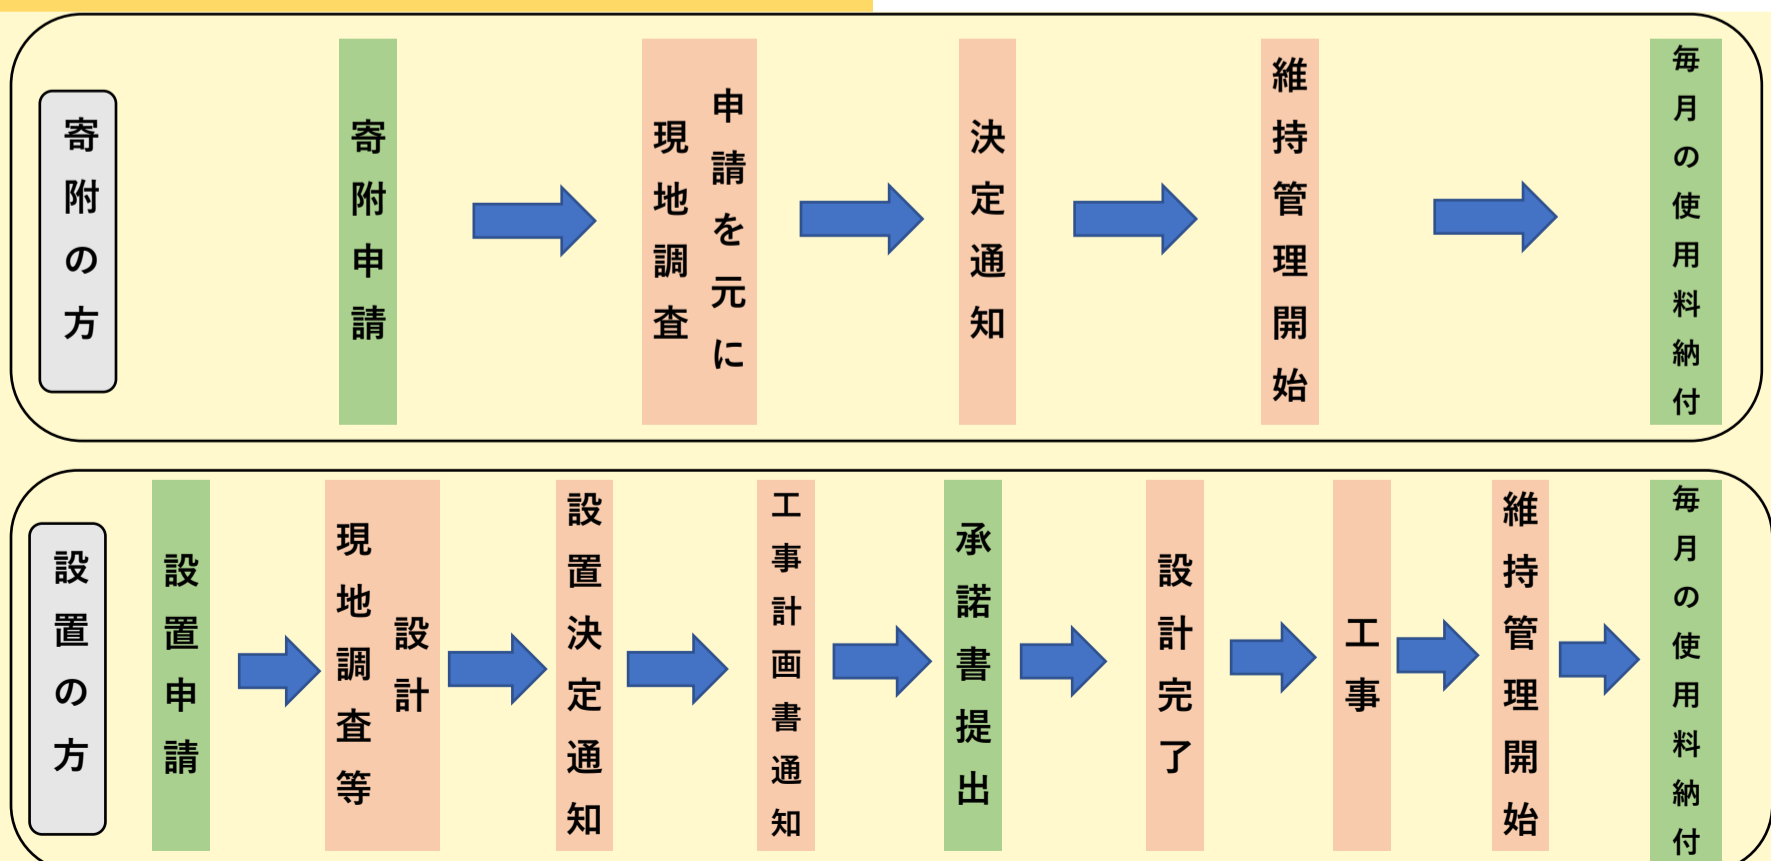 寄附の方
寄附申請
申請を元に
現地調査
決定通知
維持管理開始
毎月の使用料納付
設置の方
設置申請
設計
現地調査等
設置決定通知
工事計画書通知
承諾書提出
設計完了
工事
維持管理開始
毎月の使用料納付